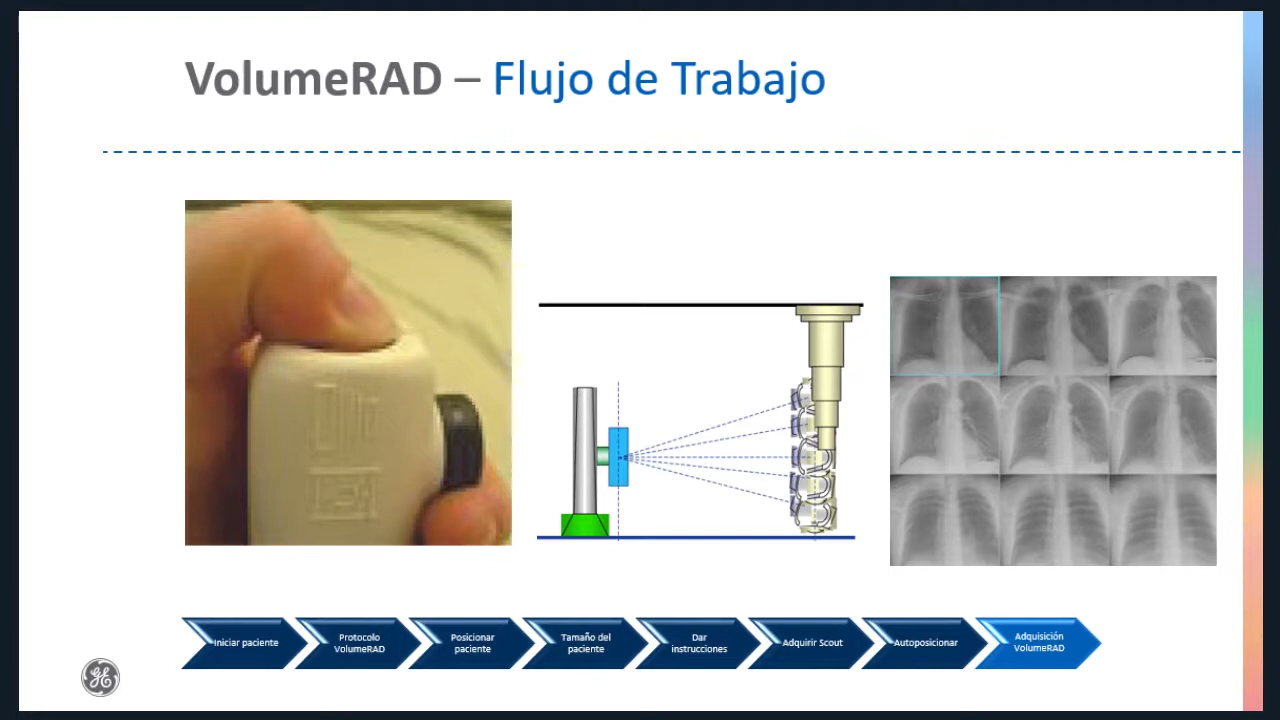 VolumeRAD – Flujo de Trabajo
Iniciar paciente
Protocolo
VolumeRAD
Posicionar
paciente
Tamaño del
paciente
Dar
instrucciones
Adquirir Scout
Autoposicionar
Adquisición
VolumeRAD
GE